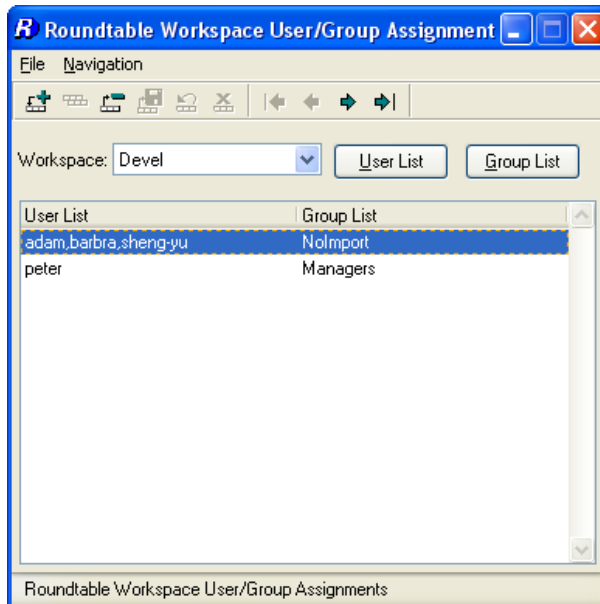 R Roundtable Workspace User/Group Assignment
File Navigation
Workspace: Devel User List Group List
User List Group List
adam,barbra,sheng-yu NoImport
peter Managers
Roundtable Workspace User/Group Assignments